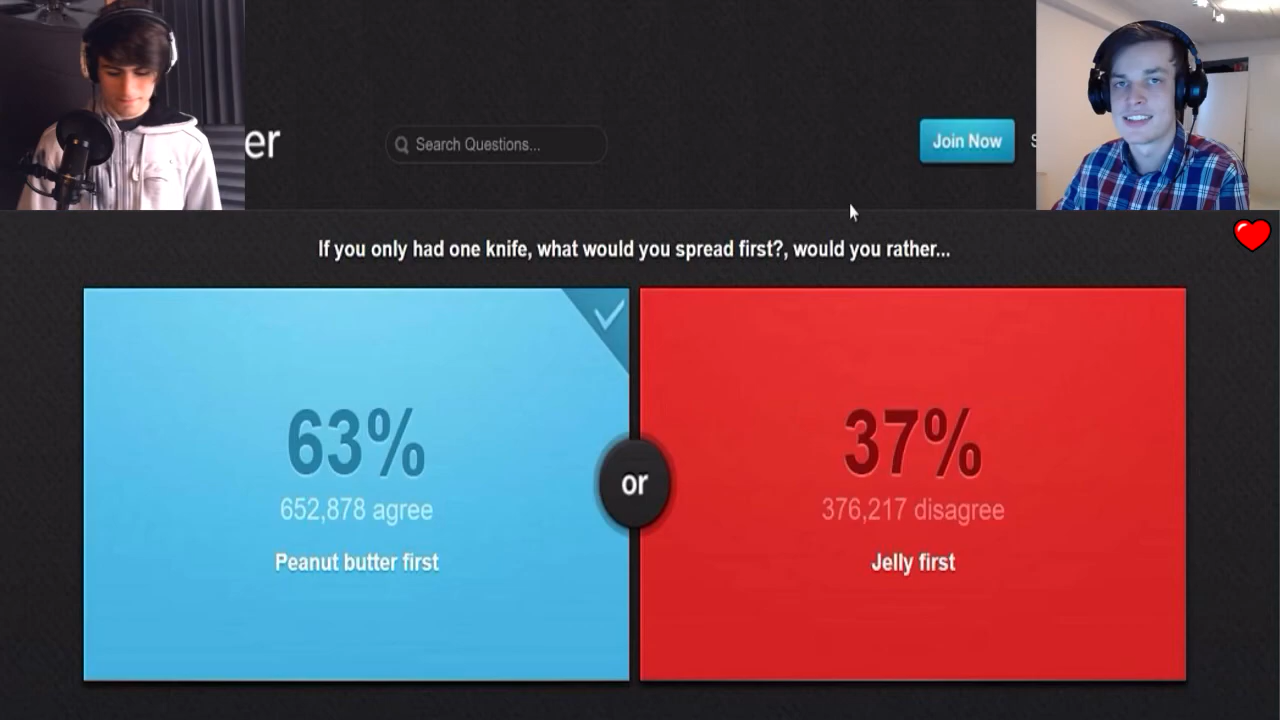 er
Search Questions...
Join Now
S
If you only had one knife, what would you spread first?, would you rather...
63%
652,878 agree
Peanut butter first
or
37%
376,217 disagree
Jelly first